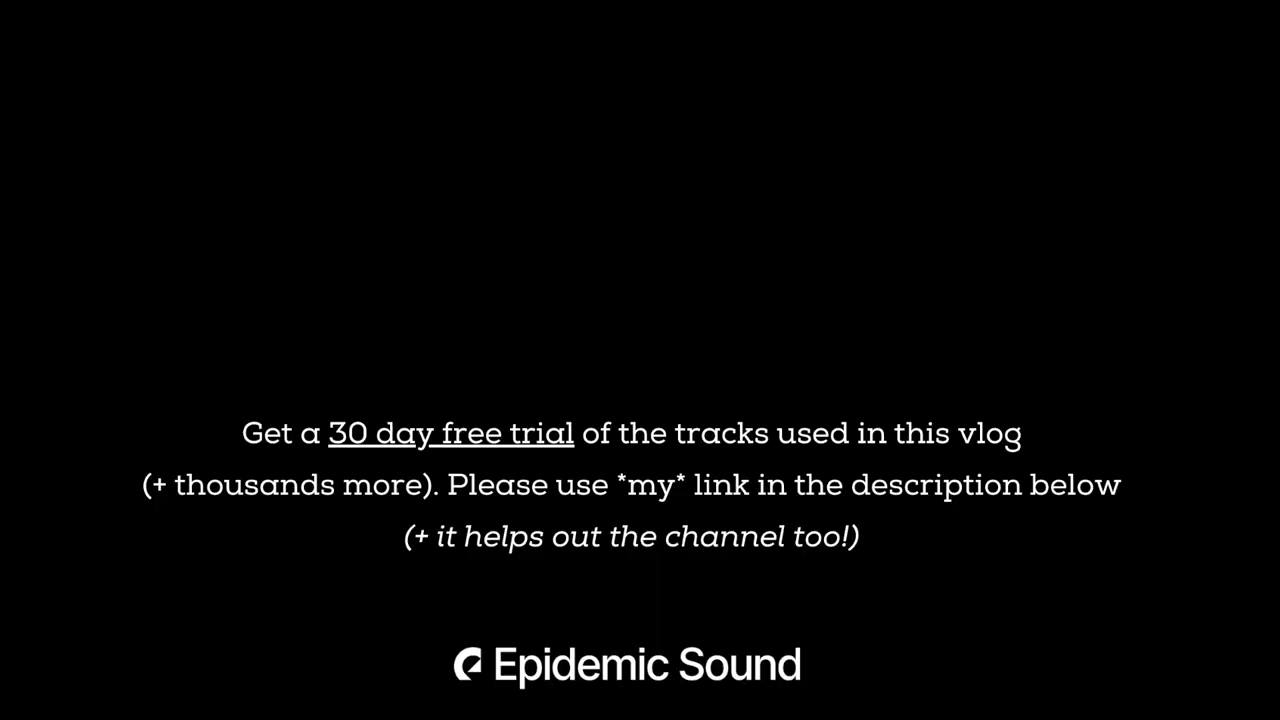 Get a 30 day free trial of the tracks used in this vlog
(+ thousands more). Please use *my* link in the description below
(+ it helps out the channel too!)
Epidemic Sound